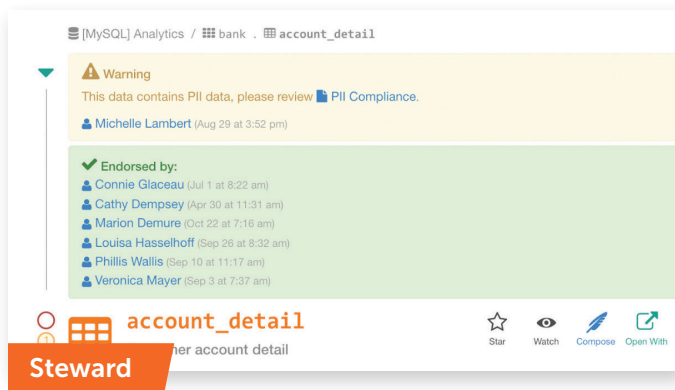 [MySQL] Analytics / bank . account_detail
Warning
This data contains PII data, please review PII Compliance.
Michelle Lambert (Aug 29 at 3:52 pm)
Endorsed by:
Connie Glaceau (Jul 1 at 8:22 am)
Cathy Dempsey (Apr 30 at 11:31 am)
Marion Demure (Oct 22 at 7:16 am)
Louisa Hasselhoff (Sep 26 at 8:32 am)
Phillis Wallis (Sep 10 at 11:17 am)
Veronica Mayer (Sep 3 at 7:37 am)
account_detail
Star Watch Compose Open With
account detail
Steward